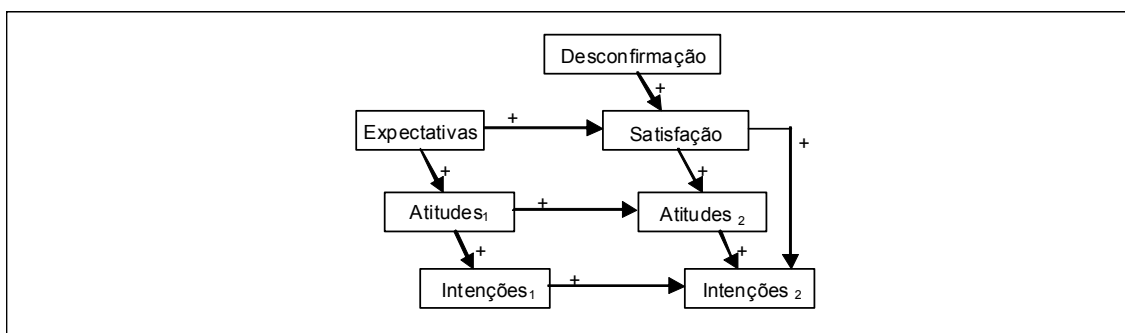 Desconfirmação
+
Expectativas + Satisfação +
+ +
Atitudes₁ + Atitudes ₂
+ +
Intenções₁ + Intenções ₂